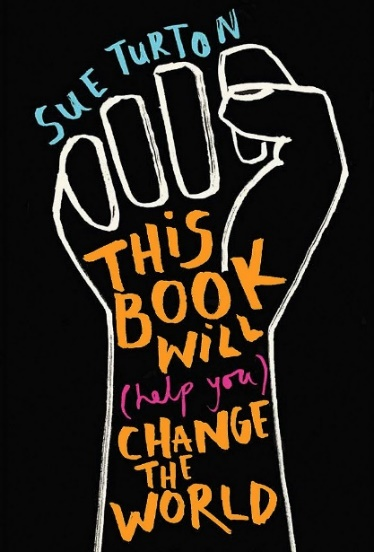 SUE TURTON
THIS
BOOK
WILL
(help you)
CHANGE
THE
WORLD